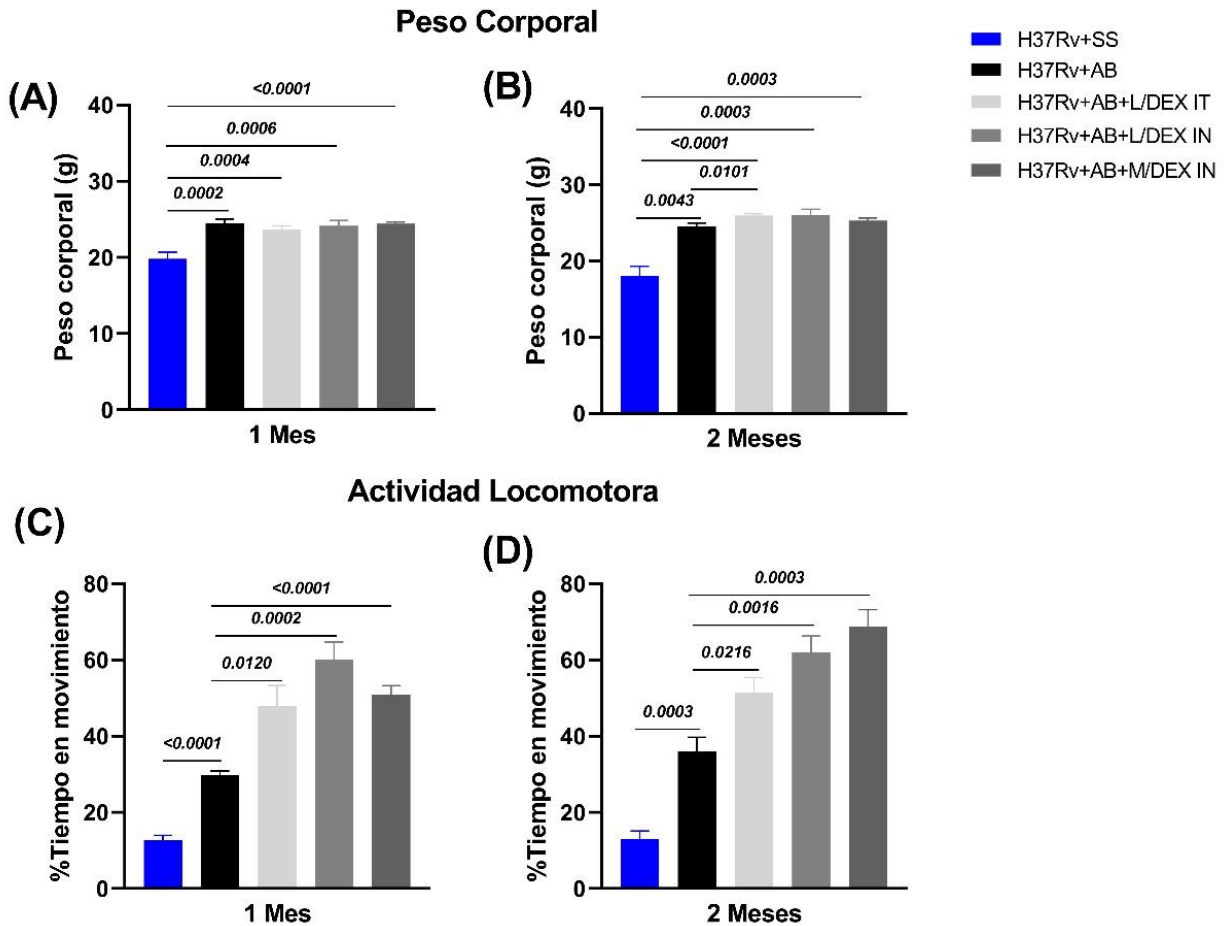 Peso Corporal
H37Rv+SS
H37Rv+AB
H37Rv+AB+L/DEX IT
H37Rv+AB+L/DEX IN
H37Rv+AB+M/DEX IN
(A)
Peso corporal (g)
40
30
20
10
0
<0.0001
0.0006
0.0004
0.0002
1 Mes
(B)
Peso corporal (g)
40
30
20
10
0
0.0003
0.0003
<0.0001
0.0101
0.0043
2 Meses
Actividad Locomotora
(C)
%Tiempo en movimiento
80
60
40
20
0
<0.0001
0.0002
0.0120
<0.0001
1 Mes
(D)
%Tiempo en movimiento
80
60
40
20
0
0.0003
0.0016
0.0216
0.0003
2 Meses